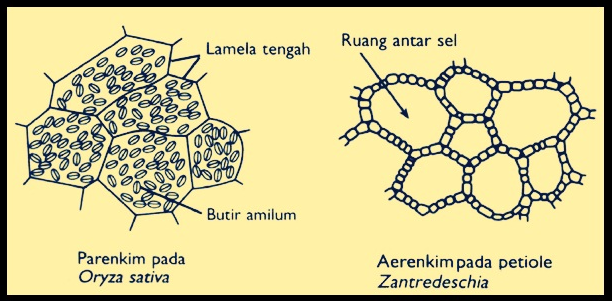 Lamela tengah
Butir amilum
Parenkim pada
Oryza sativa
Ruang antar sel
Aerenkim pada petiole
Zantredeschia